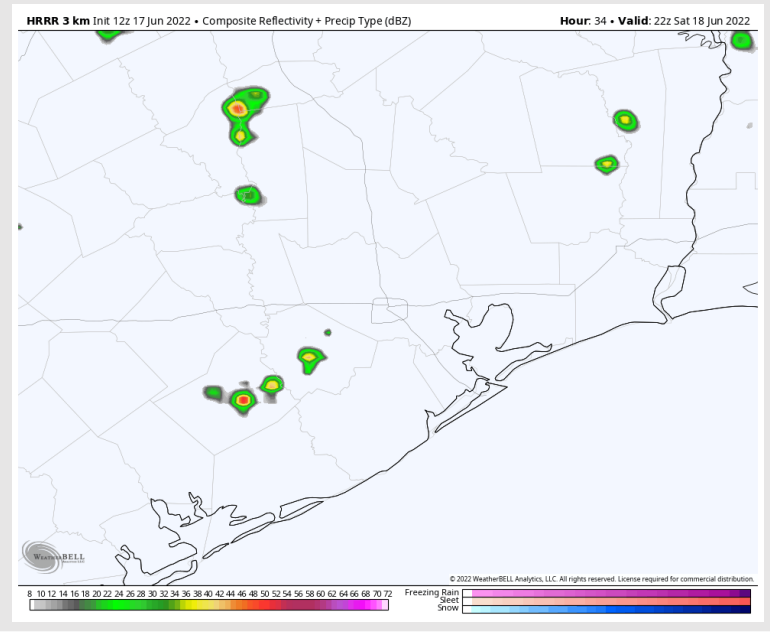 HRRR 3 km Init 12z 17 Jun 2022 • Composite Reflectivity + Precip Type (dBZ) Hour: 34 • Valid: 22z Sat 18 Jun 2022
WEATHERBELL
© 2022 WeatherBELL Analytics, LLC. All rights reserved. License required for commercial distribution.
8 10 12 14 16 18 20 22 24 26 28 30 32 34 36 38 40 42 44 46 48 50 52 54 56 58 60 62 64 66 68 70 72
Freezing Rain
Sleet
Snow